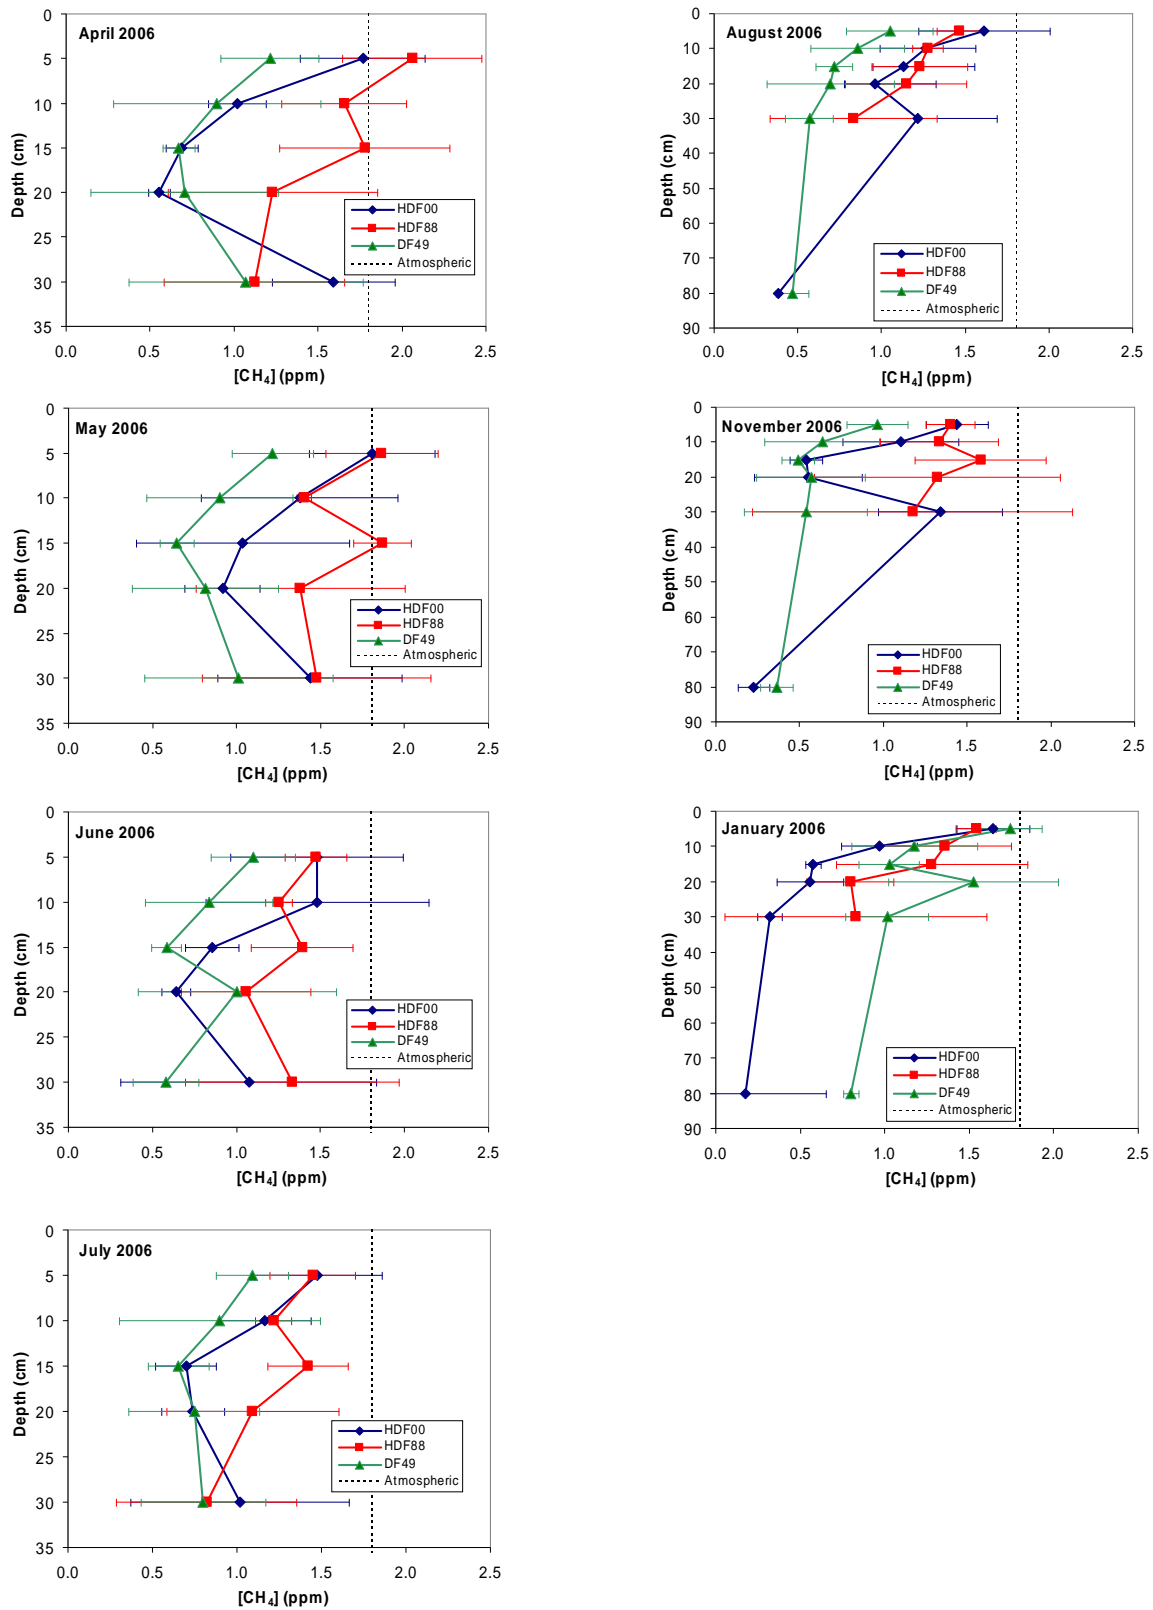 April 2006
0
5
10
15
20
25
30
35
Depth (cm)
0.0 0.5 1.0 1.5 2.0 2.5
[CH4] (ppm)
HDF00
HDF88
DF49
Atmospheric
August 2006
0
10
20
30
40
50
60
70
80
90
Depth (cm)
0.0 0.5 1.0 1.5 2.0 2.5
[CH4] (ppm)
HDF00
HDF88
DF49
Atmospheric
May 2006
0
5
10
15
20
25
30
35
Depth (cm)
0.0 0.5 1.0 1.5 2.0 2.5
[CH4] (ppm)
HDF00
HDF88
DF49
Atmospheric
November 2006
0
10
20
30
40
50
60
70
80
90
Depth (cm)
0.0 0.5 1.0 1.5 2.0 2.5
[CH4] (ppm)
HDF00
HDF88
DF49
Atmospheric
June 2006
0
5
10
15
20
25
30
35
Depth (cm)
0.0 0.5 1.0 1.5 2.0 2.5
[CH4] (ppm)
HDF00
HDF88
DF49
Atmospheric
January 2006
0
10
20
30
40
50
60
70
80
90
Depth (cm)
0.0 0.5 1.0 1.5 2.0 2.5
[CH4] (ppm)
HDF00
HDF88
DF49
Atmospheric
July 2006
0
5
10
15
20
25
30
35
Depth (cm)
0.0 0.5 1.0 1.5 2.0 2.5
[CH4] (ppm)
HDF00
HDF88
DF49
Atmospheric